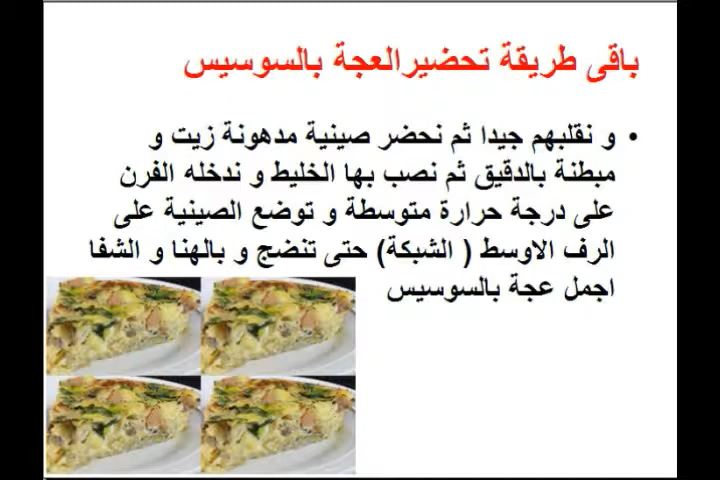 باقى طريقة تحضيرالعجة بالسوسيس
• و نقلبهم جيدا ثم نحضر صينية مدهونة زيت و
مبطنة بالدقيق ثم نصب بها الخليط و ندخله الفرن
على درجة حرارة متوسطة و توضع الصينية على
الرف الاوسط ( الشبكة) حتى تنضج و بالهنا و الشفا
اجمل عجة بالسوسيس